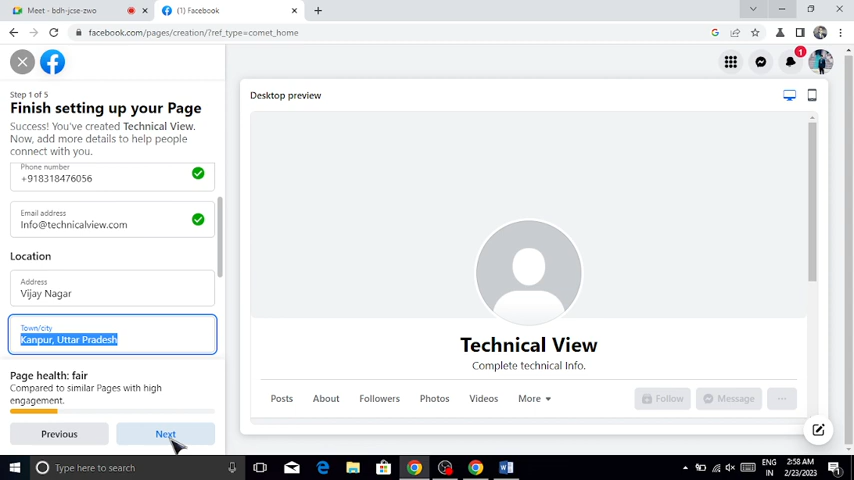 Meet - bdh-jcse-zwo
(1) Facebook
facebook.com/pages/creation/?ref_type=comet_home
1
Step 1 of 5
Finish setting up your Page
Success! You've created Technical View.
Now, add more details to help people
connect with you.
Phone number
+918318476056
Email address
Info@technicalview.com
Location
Address
Vijay Nagar
Town/city
Kanpur, Uttar Pradesh
Page health: fair
Compared to similar Pages with high
engagement.
Previous
Next
Desktop preview
Technical View
Complete technical Info.
Posts
About
Followers
Photos
Videos
More
Follow
Message
Type here to search
ENG
IN
2:58 AM
2/23/2023
1